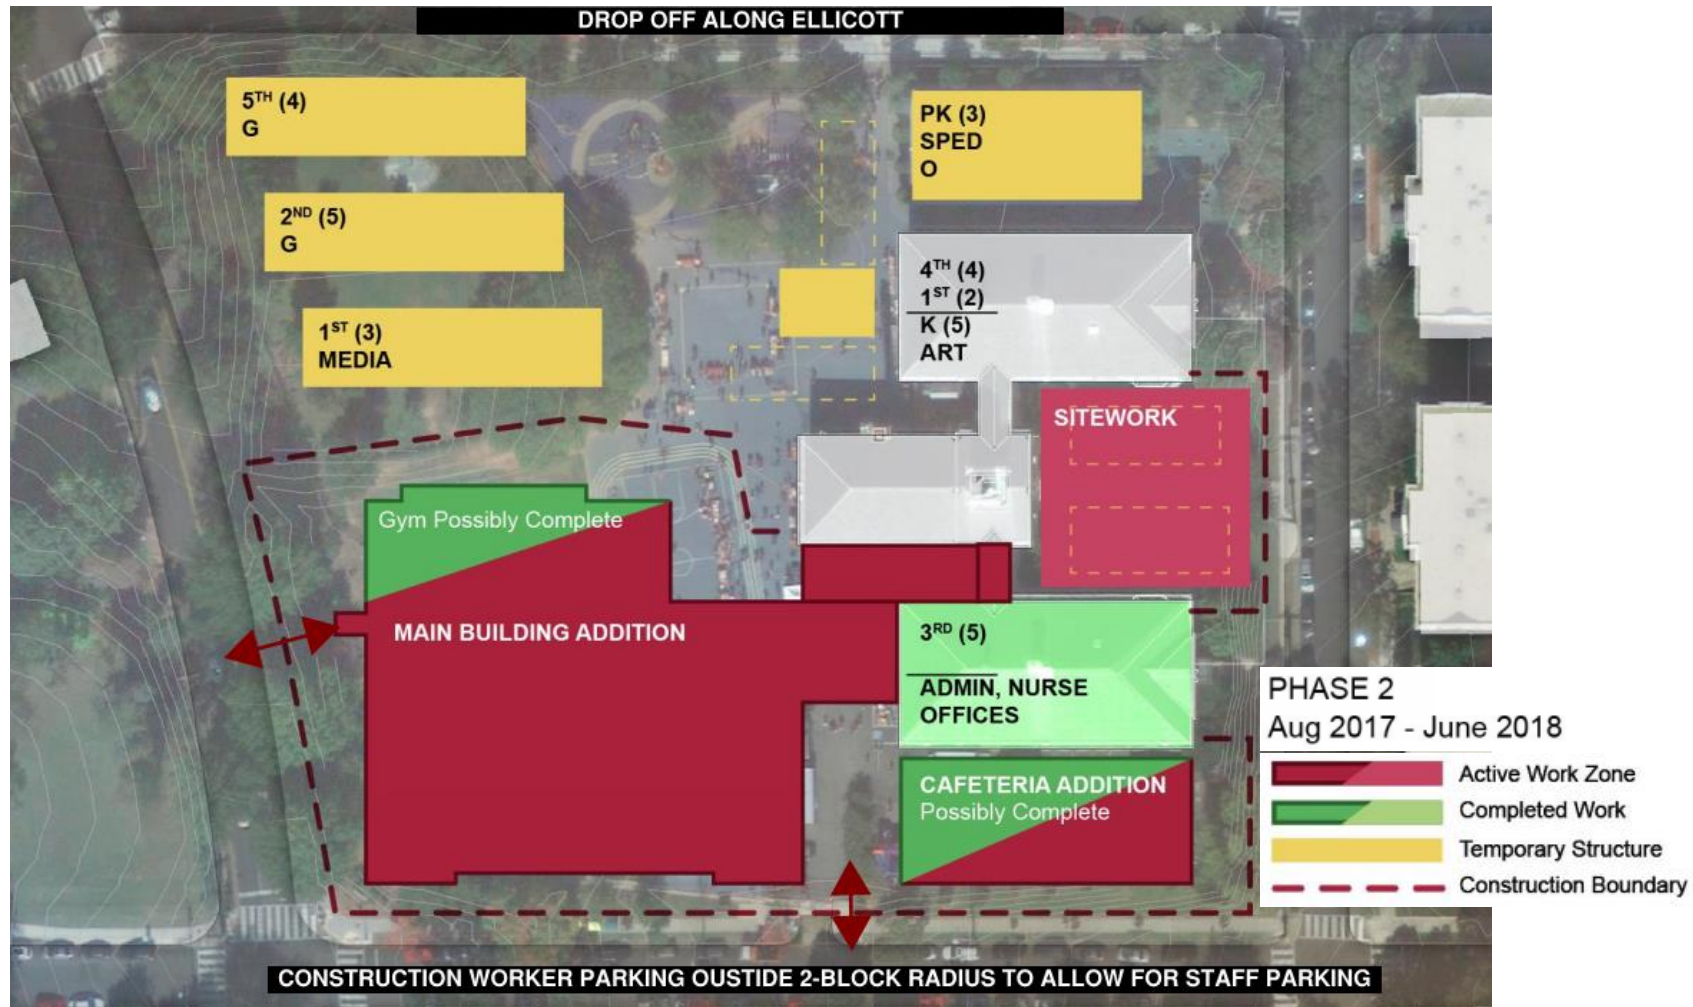 DROP OFF ALONG ELLICOTT
5TH (4)
G
PK (3)
SPED
O
2ND (5)
G
4TH (4)
1ST (2)
K (5)
ART
1ST (3)
MEDIA
SITEWORK
Gym Possibly Complete
MAIN BUILDING ADDITION
3RD (5)
ADMIN, NURSE
OFFICES
CAFETERIA ADDITION
Possibly Complete
PHASE 2
Aug 2017 - June 2018
Active Work Zone
Completed Work
Temporary Structure
Construction Boundary
CONSTRUCTION WORKER PARKING OUSTIDE 2-BLOCK RADIUS TO ALLOW FOR STAFF PARKING